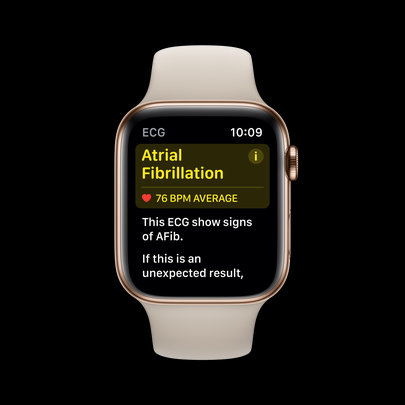 ECG 10:09
Atrial
Fibrillation
i
76 BPM AVERAGE
This ECG show signs
of AFib.
If this is an
unexpected result,